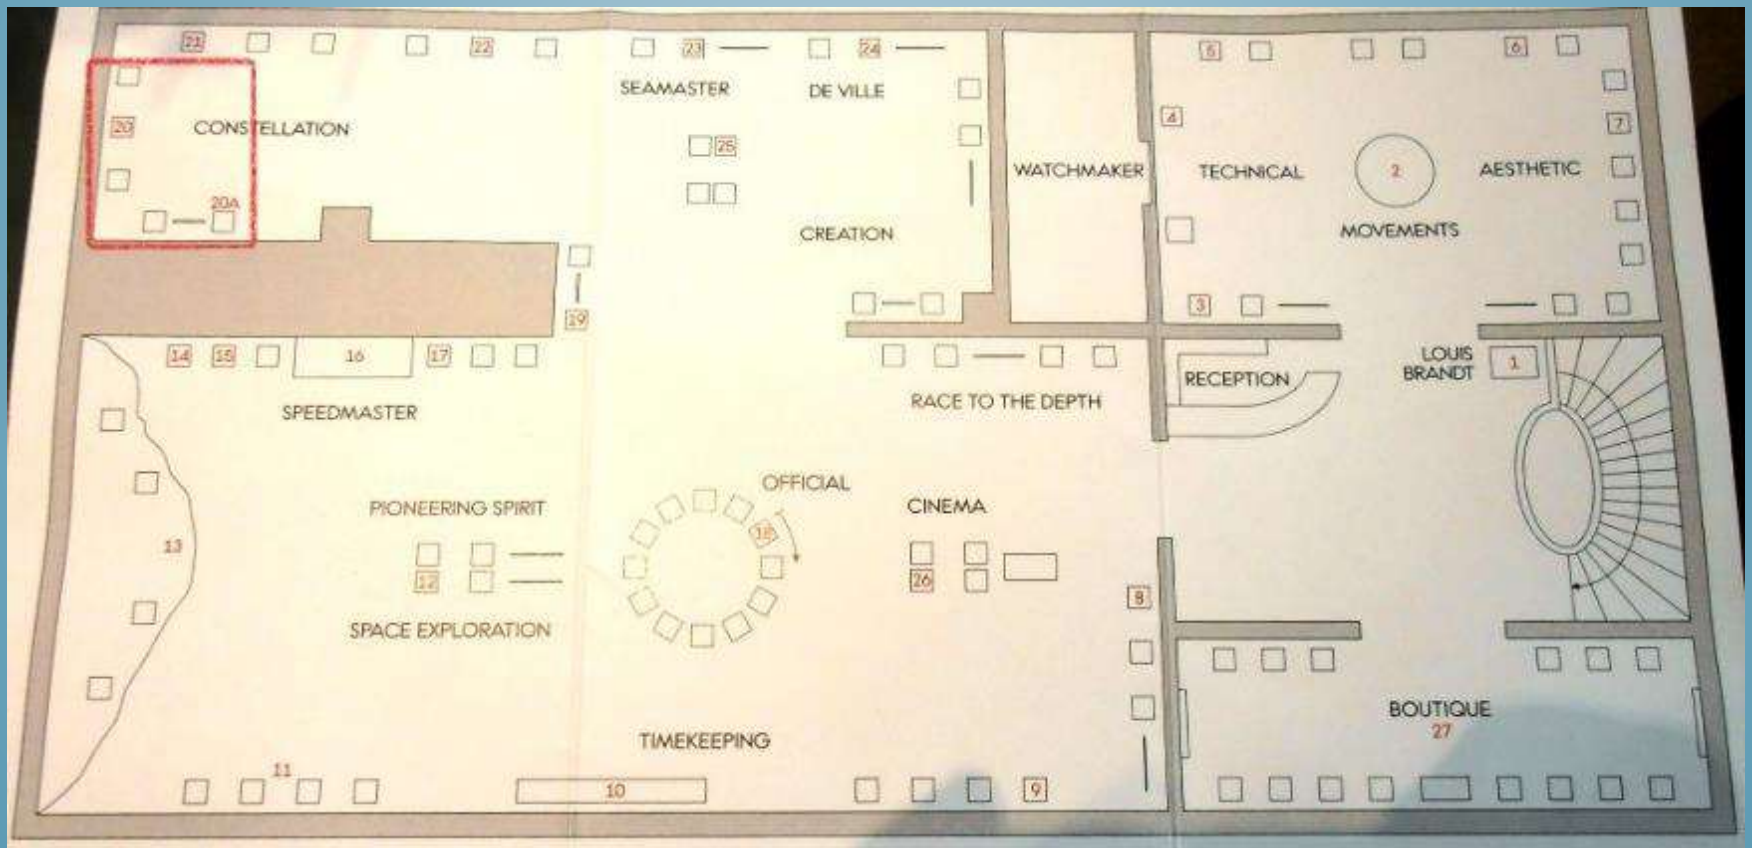 21
22
23
24
5
6
SEAMASTER
DE VILLE
20
CONSTELLATION
4
7
25
WATCHMAKER
TECHNICAL
2
AESTHETIC
20A
CREATION
MOVEMENTS
19
3
14
15
16
17
LOUIS
BRANDT
1
RECEPTION
SPEEDMASTER
RACE TO THE DEPTH
OFFICIAL
PIONEERING SPIRIT
CINEMA
18
13
12
26
8
SPACE EXPLORATION
BOUTIQUE
27
TIMEKEEPING
11
10
9